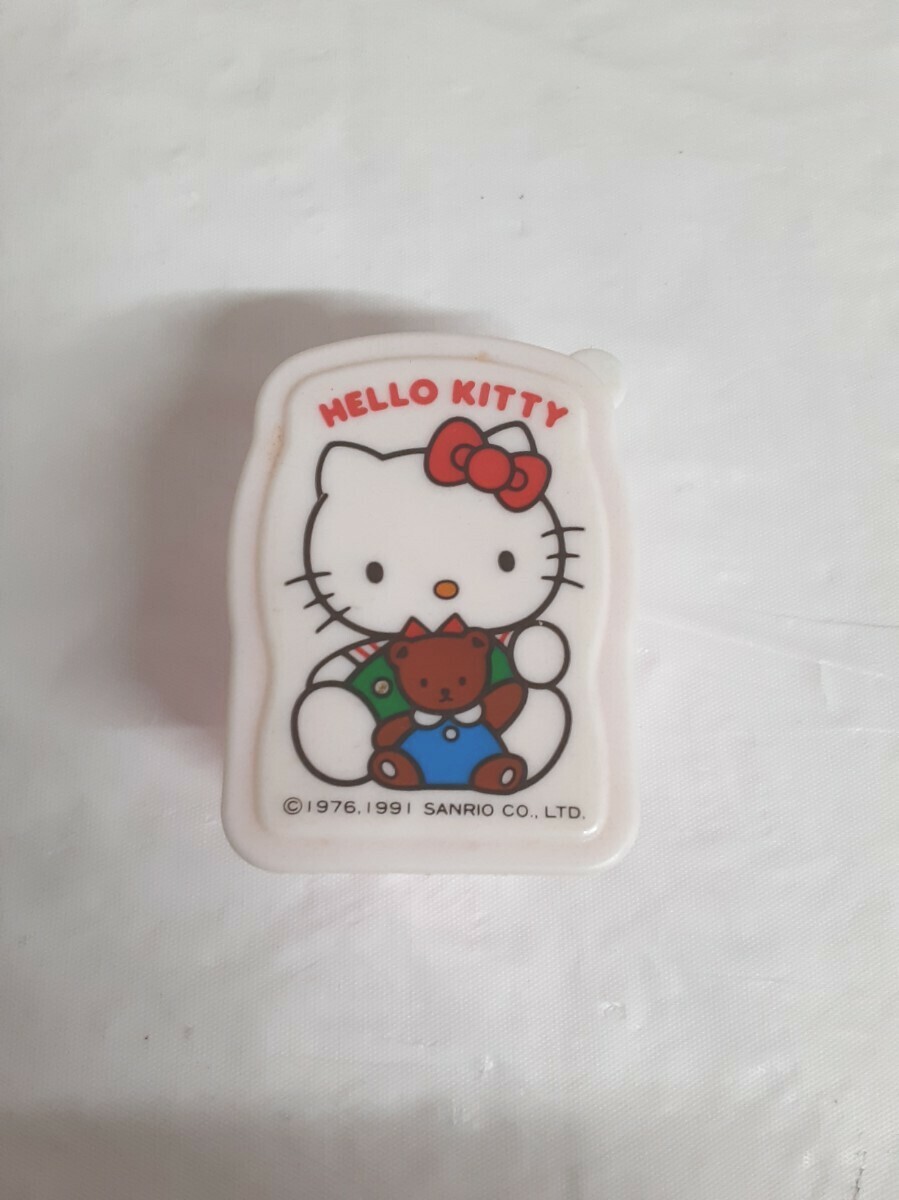 HELLO KITTY
©1976,1991 SANRIO CO., LTD.